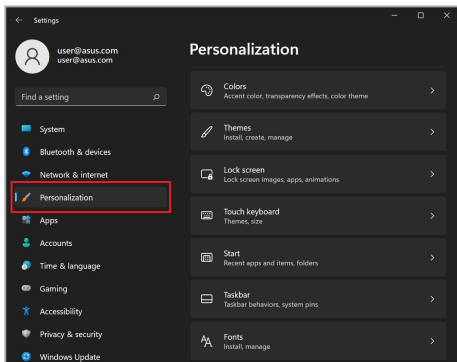 Settings
user@asus.com
user@asus.com
Find a setting
System
Bluetooth & devices
Network & internet
Personalization
Apps
Accounts
Time & language
Gaming
Accessibility
Privacy & security
Windows Update
Personalization
Colors
Accent color, transparency effects, color theme
Themes
Install, create, manage
Lock screen
Lock screen images, apps, animations
Touch keyboard
Themes, size
Start
Recent apps and items, folders
Taskbar
Taskbar behaviors, system pins
Fonts
Install, manage